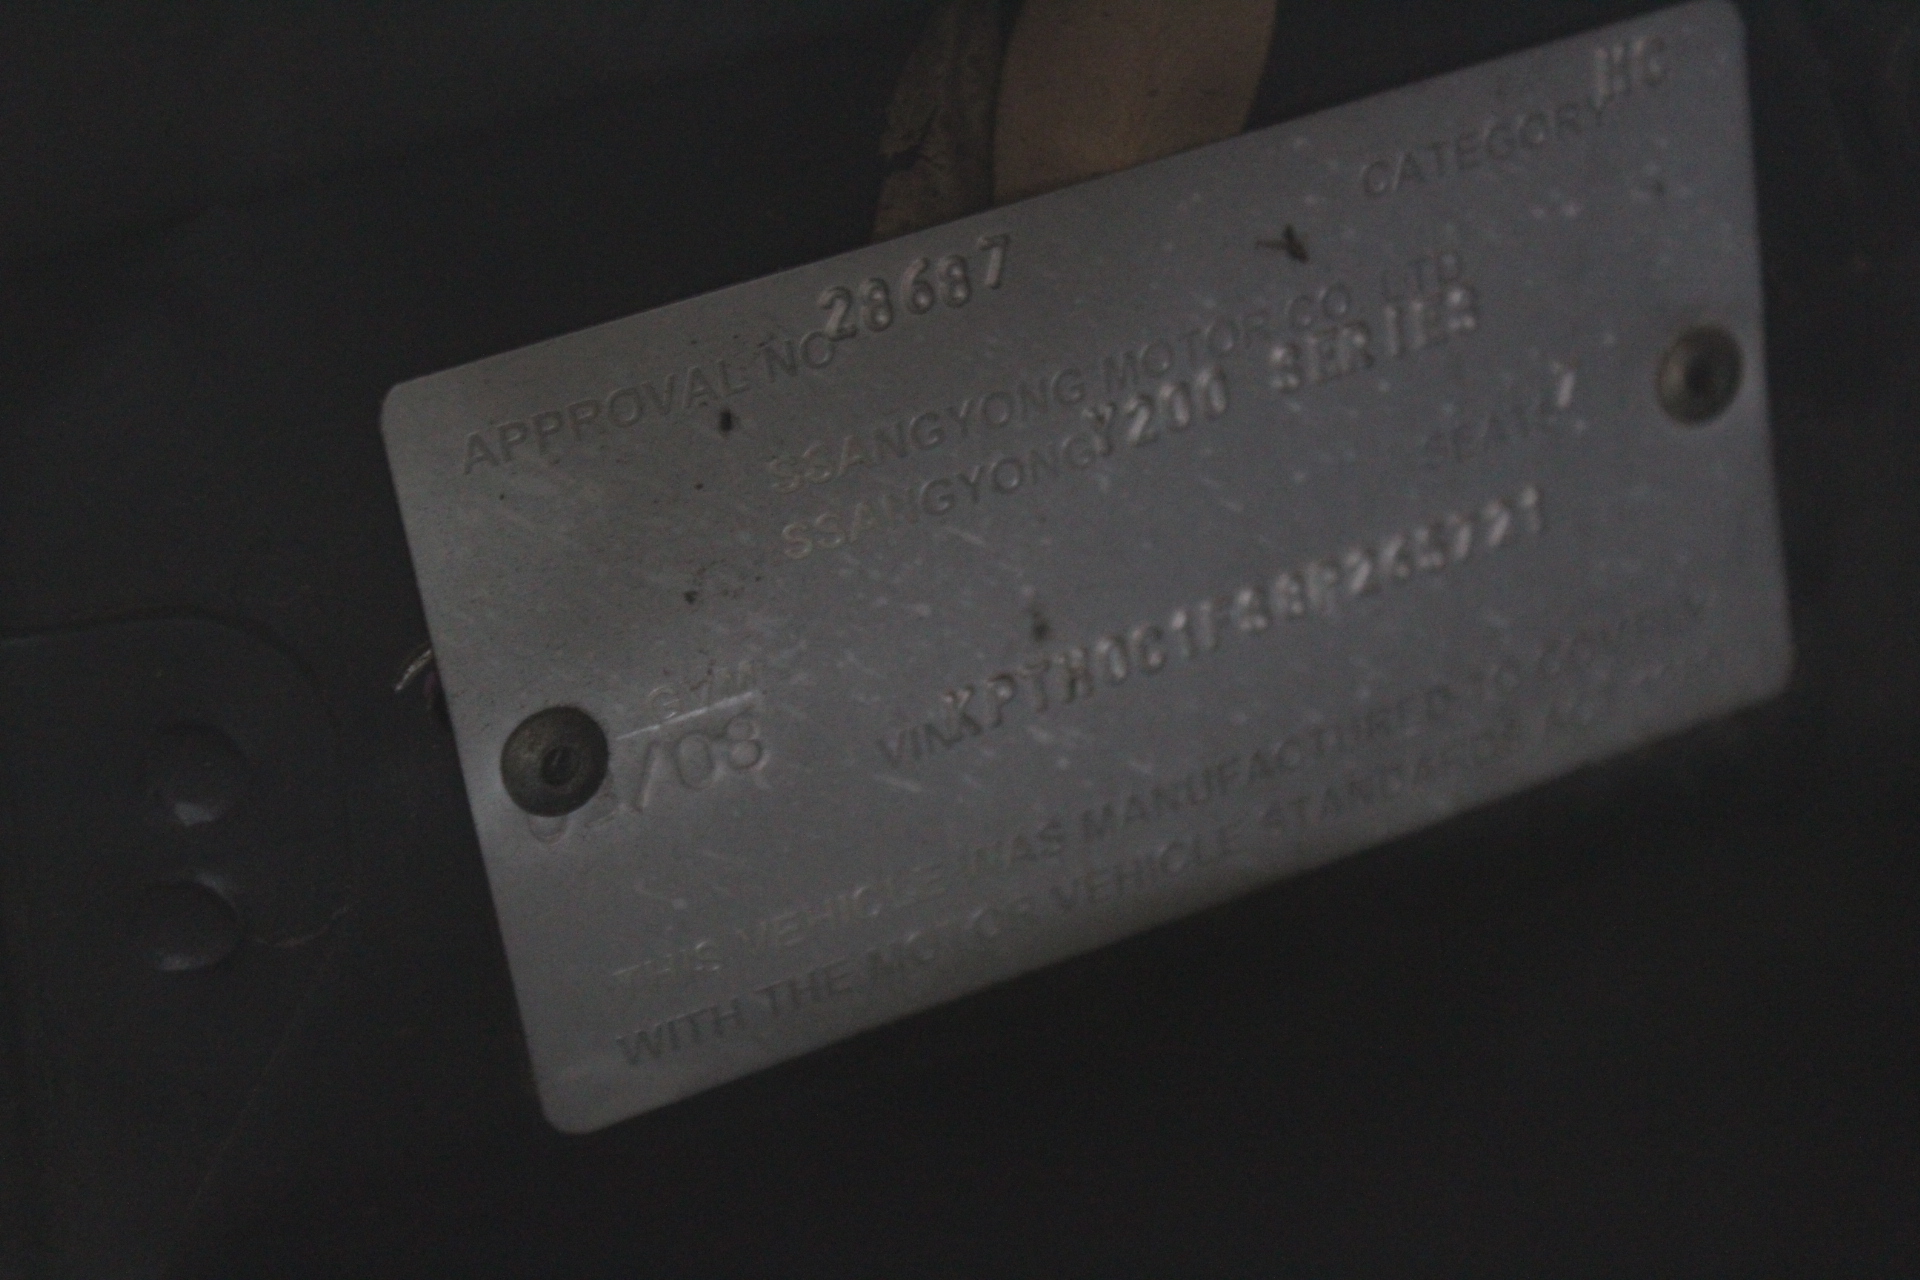 CATEGORY MC
APPROVAL NO 28687
SSANGYONG MOTOR CO LTD
SSANGYONG Y200 SERIES
SEATS 7
/08
THIS VEHICLE WAS MANUFACTURED TO COMPLY
WITH THE MOTOR VEHICLE STANDARDS ACT